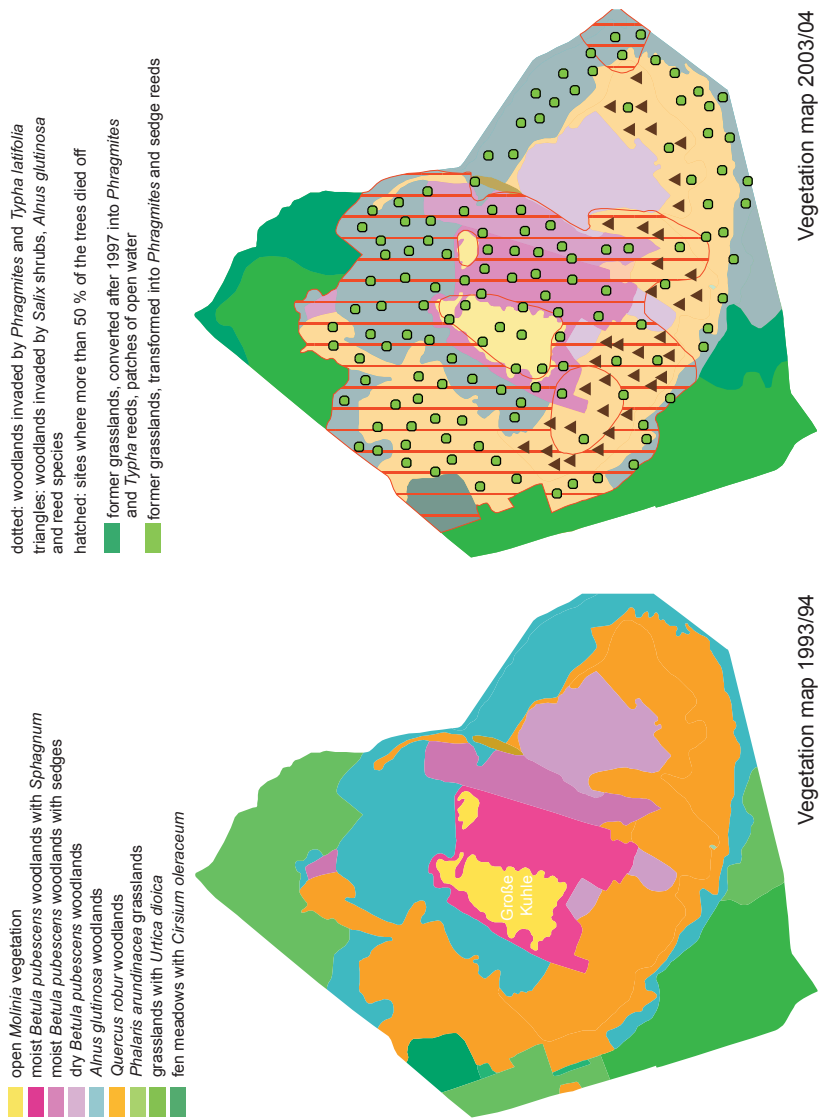 open Molinia vegetation
moist Betula pubescens woodlands with Sphagnum
moist Betula pubescens woodlands with sedges
dry Betula pubescens woodlands
Alnus glutinosa woodlands
Quercus robur woodlands
Phalaris arundinacea grasslands
grasslands with Urtica dioica
fen meadows with Cirsium oleraceum
dotted: woodlands invaded by Phragmites and Typha latifolia
triangles: woodlands invaded by Salix shrubs, Alnus glutinosa
and reed species
hatched: sites where more than 50 % of the trees died off
former grasslands, converted after 1997 into Phragmites
and Typha reeds, patches of open water
former grasslands, transformed into Phragmites and sedge reeds
Große
Kuhle
Vegetation map 1993/94
Vegetation map 2003/04